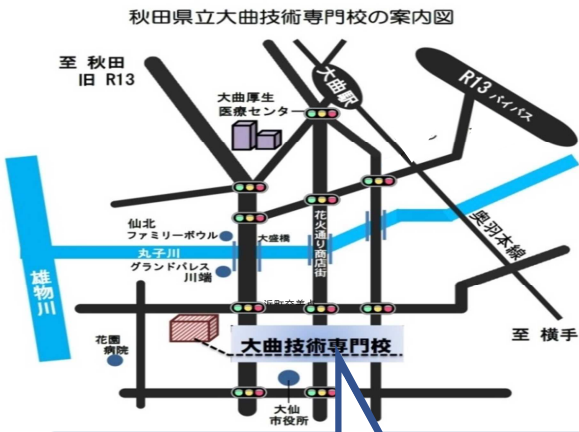 秋田県立大曲技術専門校の案内図
至 秋田
旧 R13
大曲駅
R13 バイパス
大曲厚生
医療センター
仙北
ファミリーボウル
大盛橋
花火通り商店街
丸子川
グランドパレス
川端
奥羽本線
雄物川
至 横手
花園
病院
大曲技術専門校
大仙
市役所